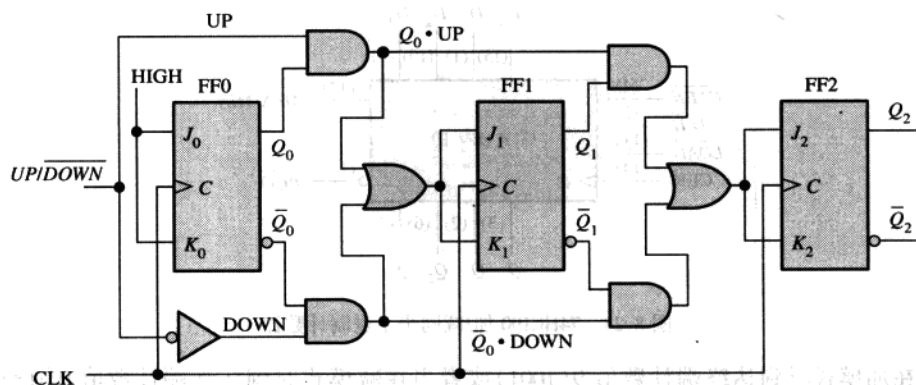 UP
Q₀ • UP
HIGH
FF0
FF1
FF2
J₀
C
K₀
Q₀
Q̅₀
J₁
C
K₁
Q₁
Q̅₁
J₂
C
K₂
Q₂
Q̅₂
UP/D̅O̅W̅N̅
DOWN
Q̅₀ • DOWN
CLK